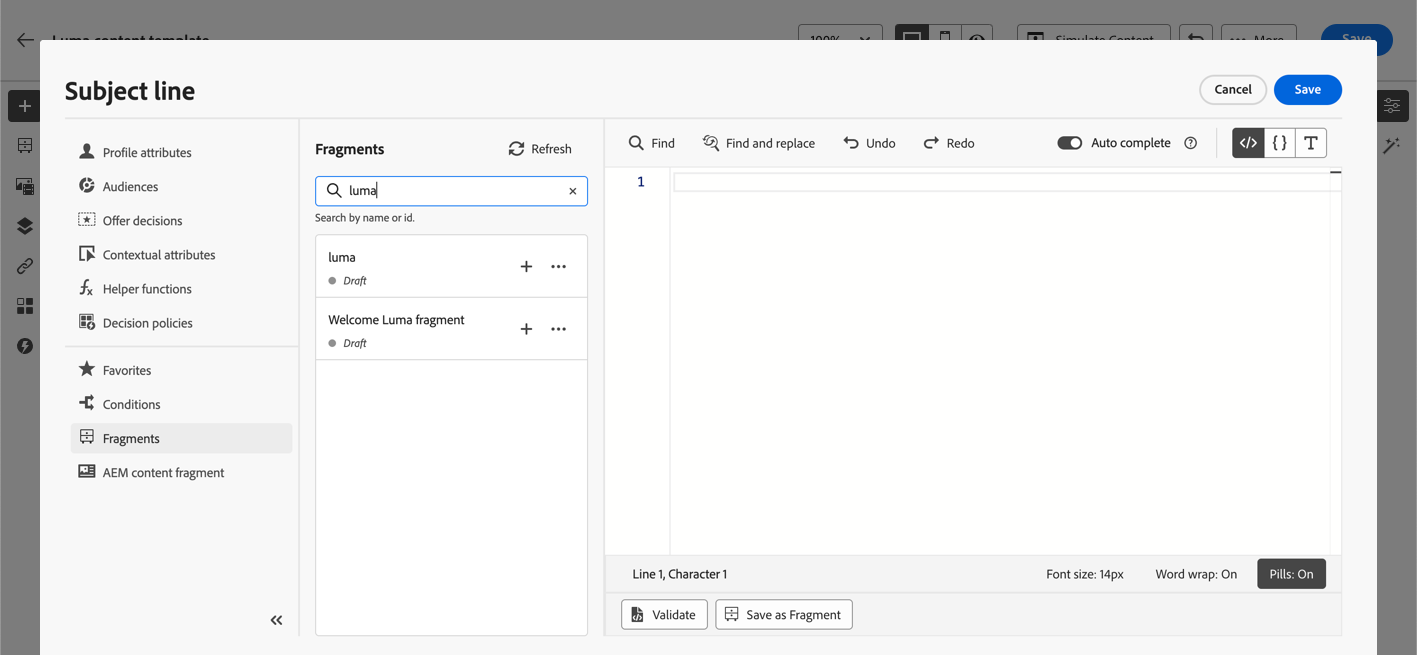 Luma content template
100%
Simulate Content
More
Save
Subject line
Cancel
Save
Profile attributes
Audiences
Offer decisions
Contextual attributes
Helper functions
Decision policies
Favorites
Conditions
Fragments
AEM content fragment
Fragments
Refresh
luma
Search by name or id.
luma
Draft
Welcome Luma fragment
Draft
Find
Find and replace
Undo
Redo
Auto complete
1
Line 1, Character 1
Font size: 14px
Word wrap: On
Pills: On
Validate
Save as Fragment